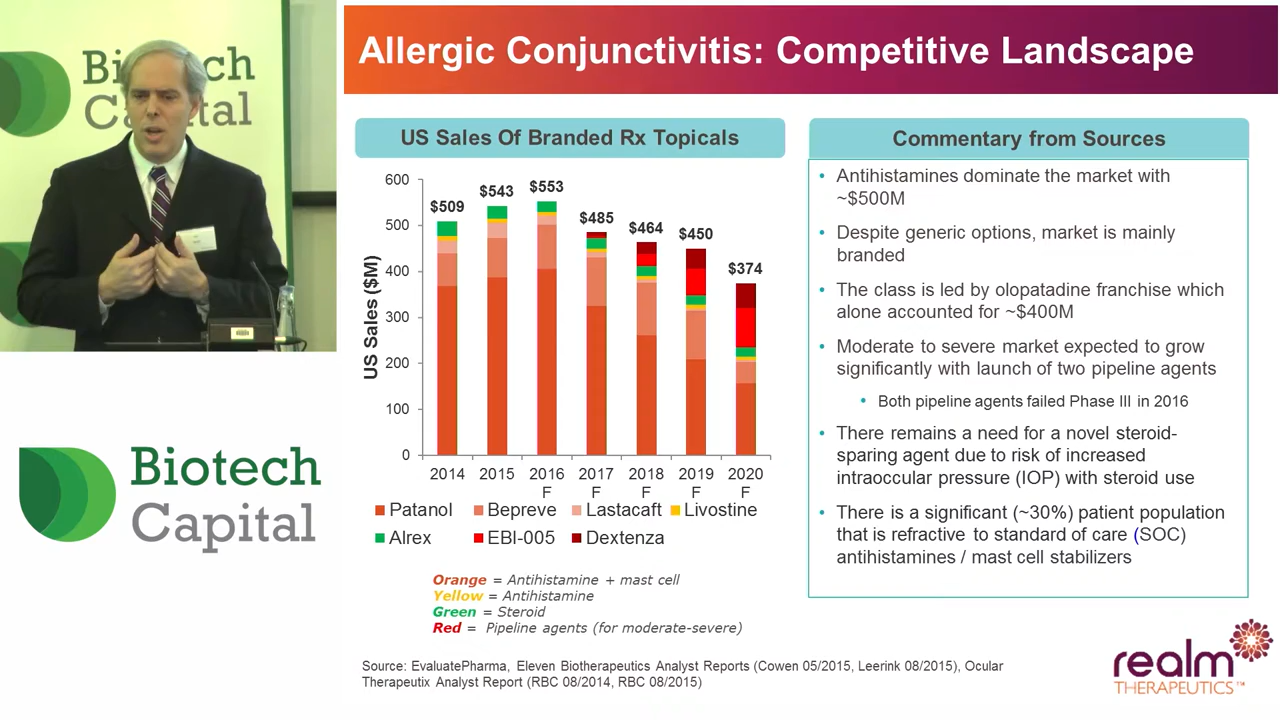 Biotech
Capital
Allergic Conjunctivitis: Competitive Landscape
US Sales Of Branded Rx Topicals
600
500
400
300
200
100
0
US Sales ($M)
$509
$543
$553
$485
$464
$450
$374
2014
2015
2016 F
2017 F
2018 F
2019 F
2020 F
Patanol
Bepreve
Lastacaft
Livostine
Alrex
EBI-005
Dextenza
Orange = Antihistamine + mast cell
Yellow = Antihistamine
Green = Steroid
Red = Pipeline agents (for moderate-severe)
Commentary from Sources
• Antihistamines dominate the market with
~$500M
• Despite generic options, market is mainly
branded
• The class is led by olopatadine franchise which
alone accounted for ~$400M
• Moderate to severe market expected to grow
significantly with launch of two pipeline agents
• Both pipeline agents failed Phase III in 2016
• There remains a need for a novel steroid-
sparing agent due to risk of increased
intraoccular pressure (IOP) with steroid use
• There is a significant (~30%) patient population
that is refractive to standard of care (SOC)
antihistamines / mast cell stabilizers
Source: EvaluatePharma, Eleven Biotherapeutics Analyst Reports (Cowen 05/2015, Leerink 08/2015), Ocular
Therapeutix Analyst Report (RBC 08/2014, RBC 08/2015)
realm
THERAPEUTICS™
Biotech
Capital